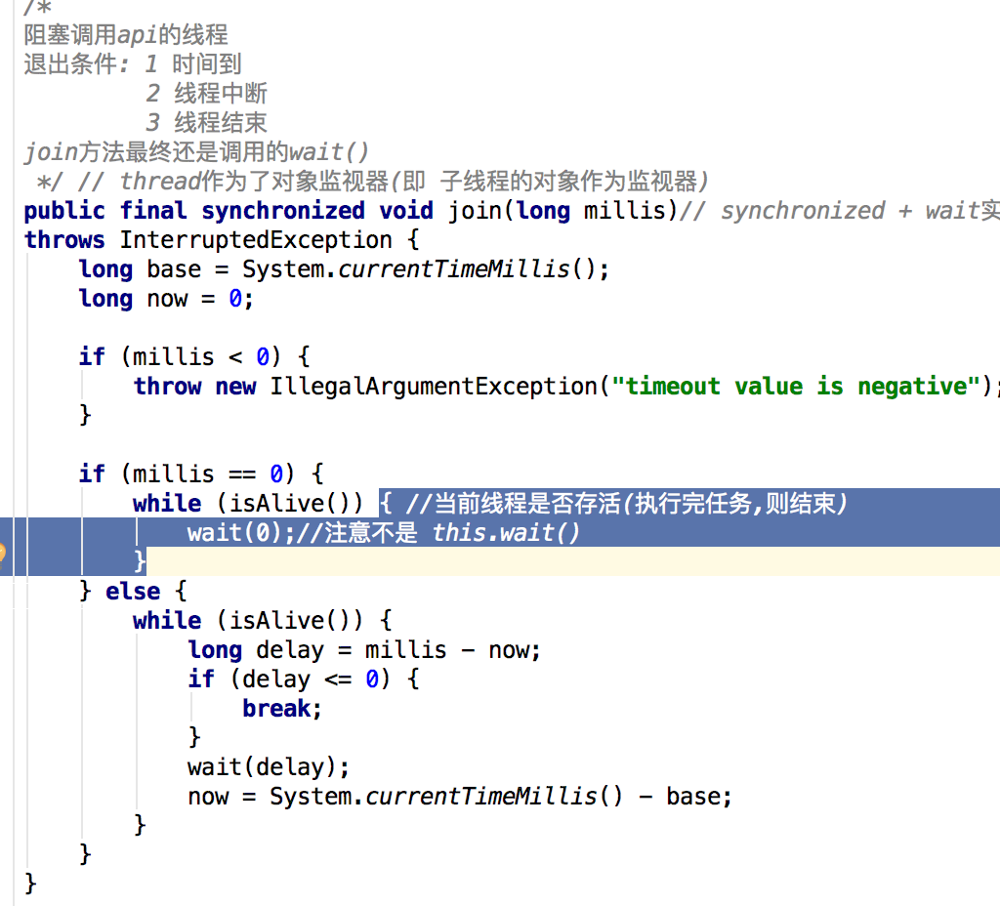 /*
阻塞调用api的线程
退出条件: 1 时间到
2 线程中断
3 线程结束
join方法最终还是调用的wait()
*/ // thread作为了对象监视器(即 子线程的对象作为监视器)
public final synchronized void join(long millis)// synchronized + wait实
throws InterruptedException {
long base = System.currentTimeMillis();
long now = 0;
if (millis < 0) {
throw new IllegalArgumentException("timeout value is negative");
}
if (millis == 0) {
while (isAlive()) { //当前线程是否存活(执行完任务,则结束)
wait(0);//注意不是 this.wait()
}
} else {
while (isAlive()) {
long delay = millis - now;
if (delay <= 0) {
break;
}
wait(delay);
now = System.currentTimeMillis() - base;
}
}
}